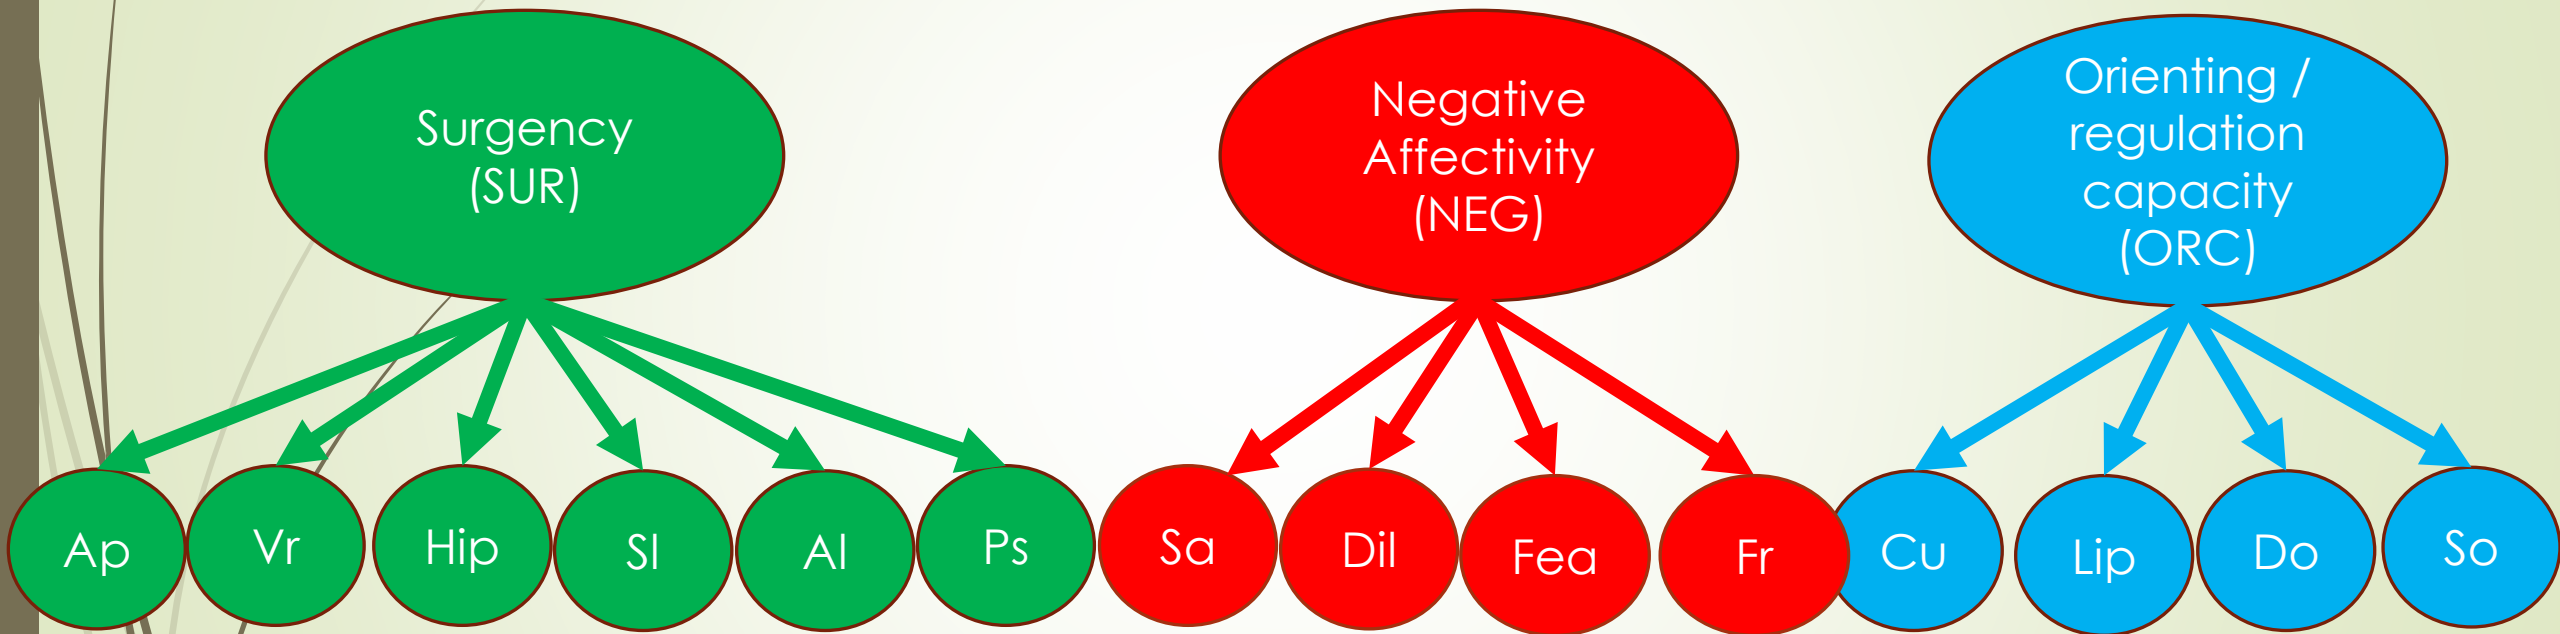 Surgency
(SUR)
Negative
Affectivity
(NEG)
Orienting /
regulation
capacity
(ORC)
Ap
Vr
Hip
Sl
Al
Ps
Sa
Dil
Fea
Fr
Cu
Lip
Do
So